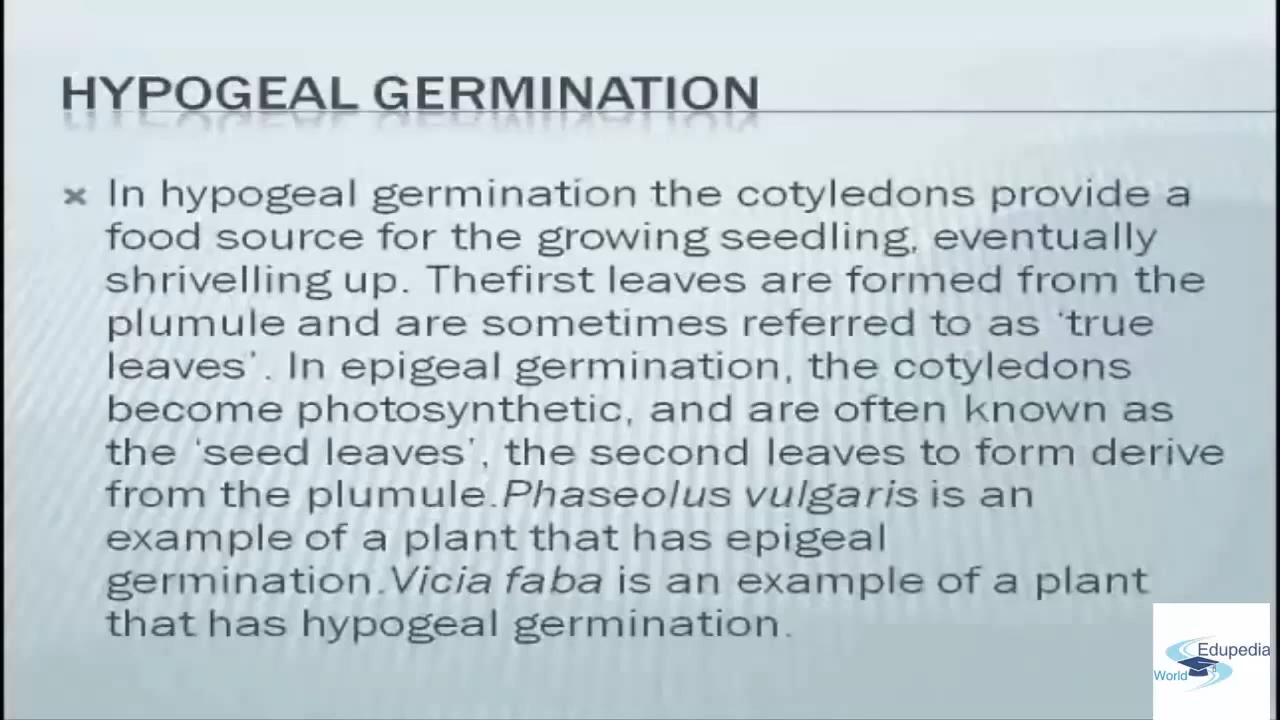 HYPOGEAL GERMINATION
× In hypogeal germination the cotyledons provide a
food source for the growing seedling, eventually
shrivelling up. Thefirst leaves are formed from the
plumule and are sometimes referred to as ‘true
leaves’. In epigeal germination, the cotyledons
become photosynthetic, and are often known as
the ‘seed leaves’, the second leaves to form derive
from the plumule.Phaseolus vulgaris is an
example of a plant that has epigeal
germination.Vicia faba is an example of a plant
that has hypogeal germination.
Edupedia
World